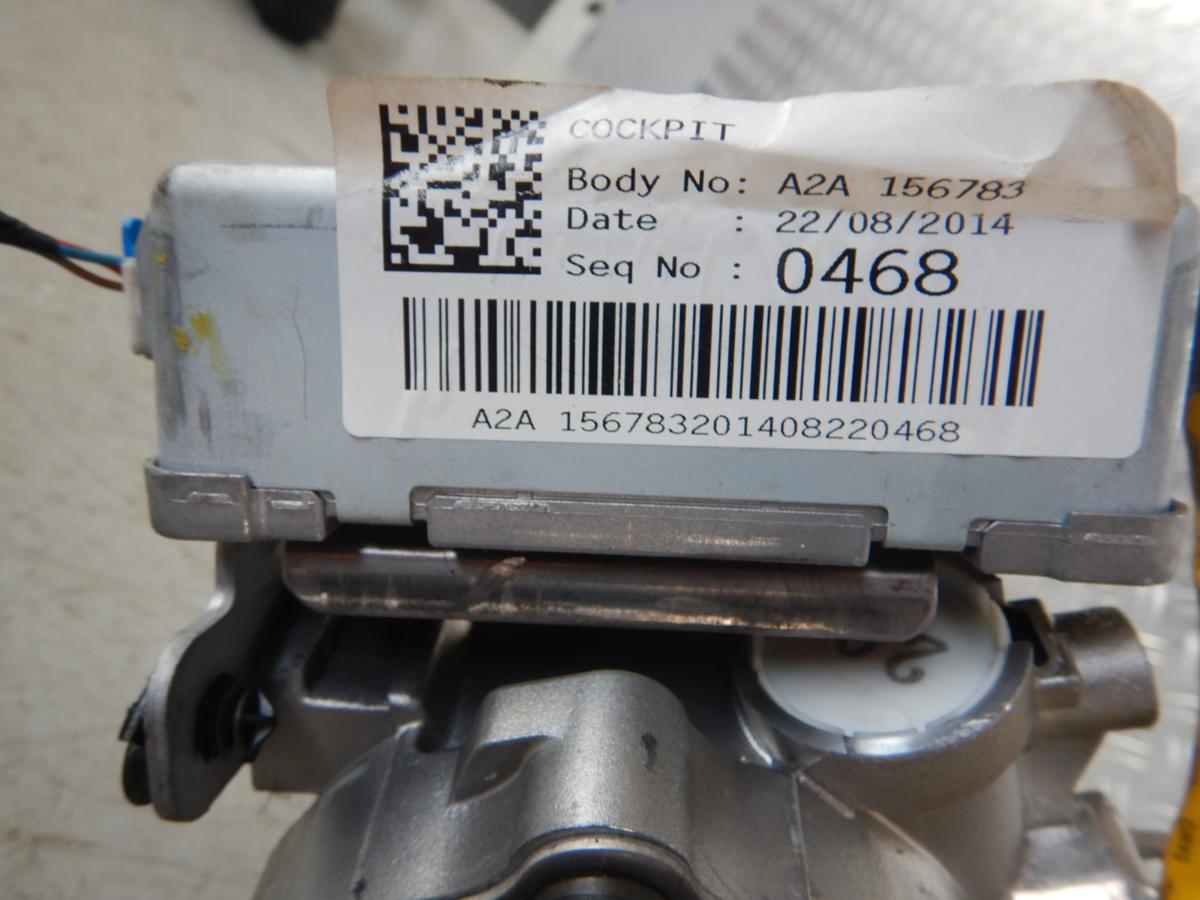 COCKPIT
Body No: A2A 156783
Date : 22/08/2014
Seq No : 0468
A2A 156783201408220468